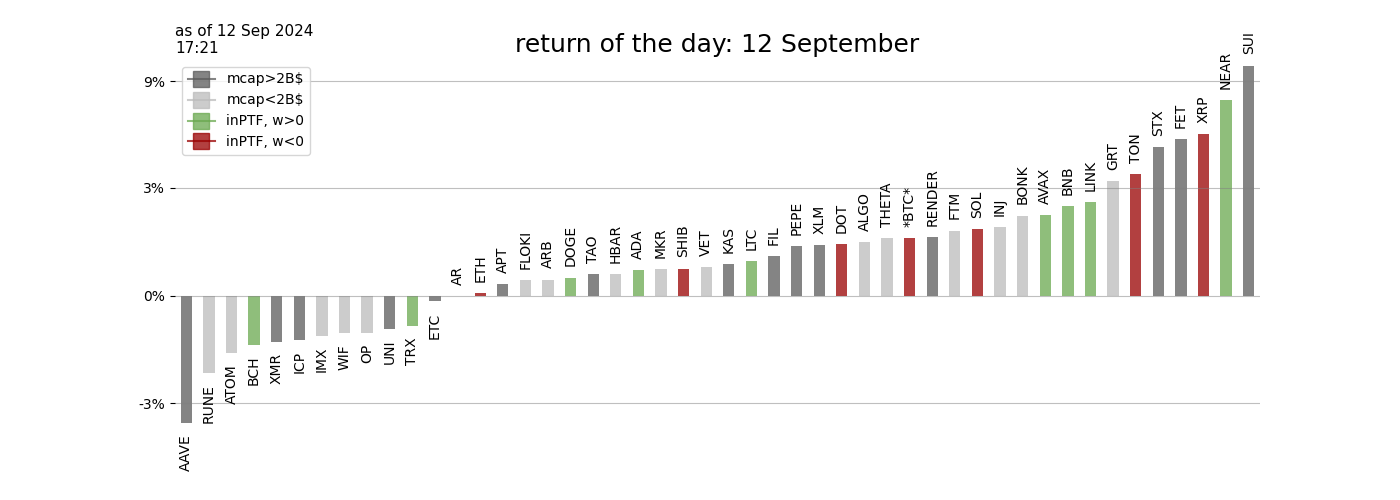 as of 12 Sep 2024
17:21
return of the day: 12 September
mcap>2B$
mcap<2B$
inPTF, w>0
inPTF, w<0
9%
3%
0%
-3%
AAVE
RUNE
ATOM
BCH
XMR
ICP
IMX
WIF
OP
UNI
TRX
ETC
AR
ETH
APT
FLOKI
ARB
DOGE
TAO
HBAR
ADA
MKR
SHIB
VET
KAS
LTC
FIL
PEPE
XLM
DOT
ALGO
THETA
*BTC*
RENDER
FTM
SOL
INJ
BONK
AVAX
BNB
LINK
GRT
TON
STX
FET
XRP
NEAR
SUI